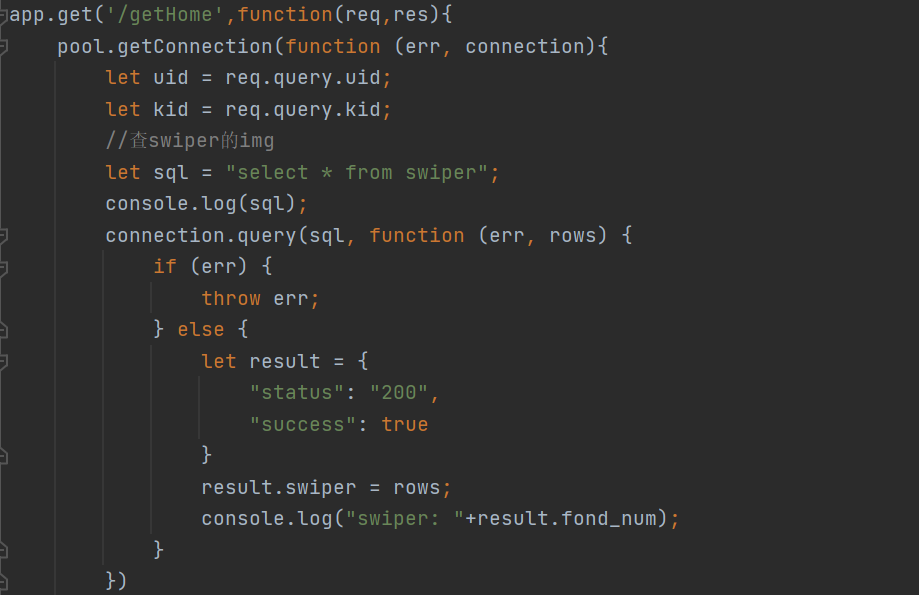 app.get('/getHome',function(req,res){
    pool.getConnection(function (err, connection){
        let uid = req.query.uid;
        let kid = req.query.kid;
        //查swiper的img
        let sql = "select * from swiper";
        console.log(sql);
        connection.query(sql, function (err, rows) {
            if (err) {
                throw err;
            } else {
                let result = {
                    "status": "200",
                    "success": true
                }
                result.swiper = rows;
                console.log("swiper: "+result.fond_num);
            }
        })